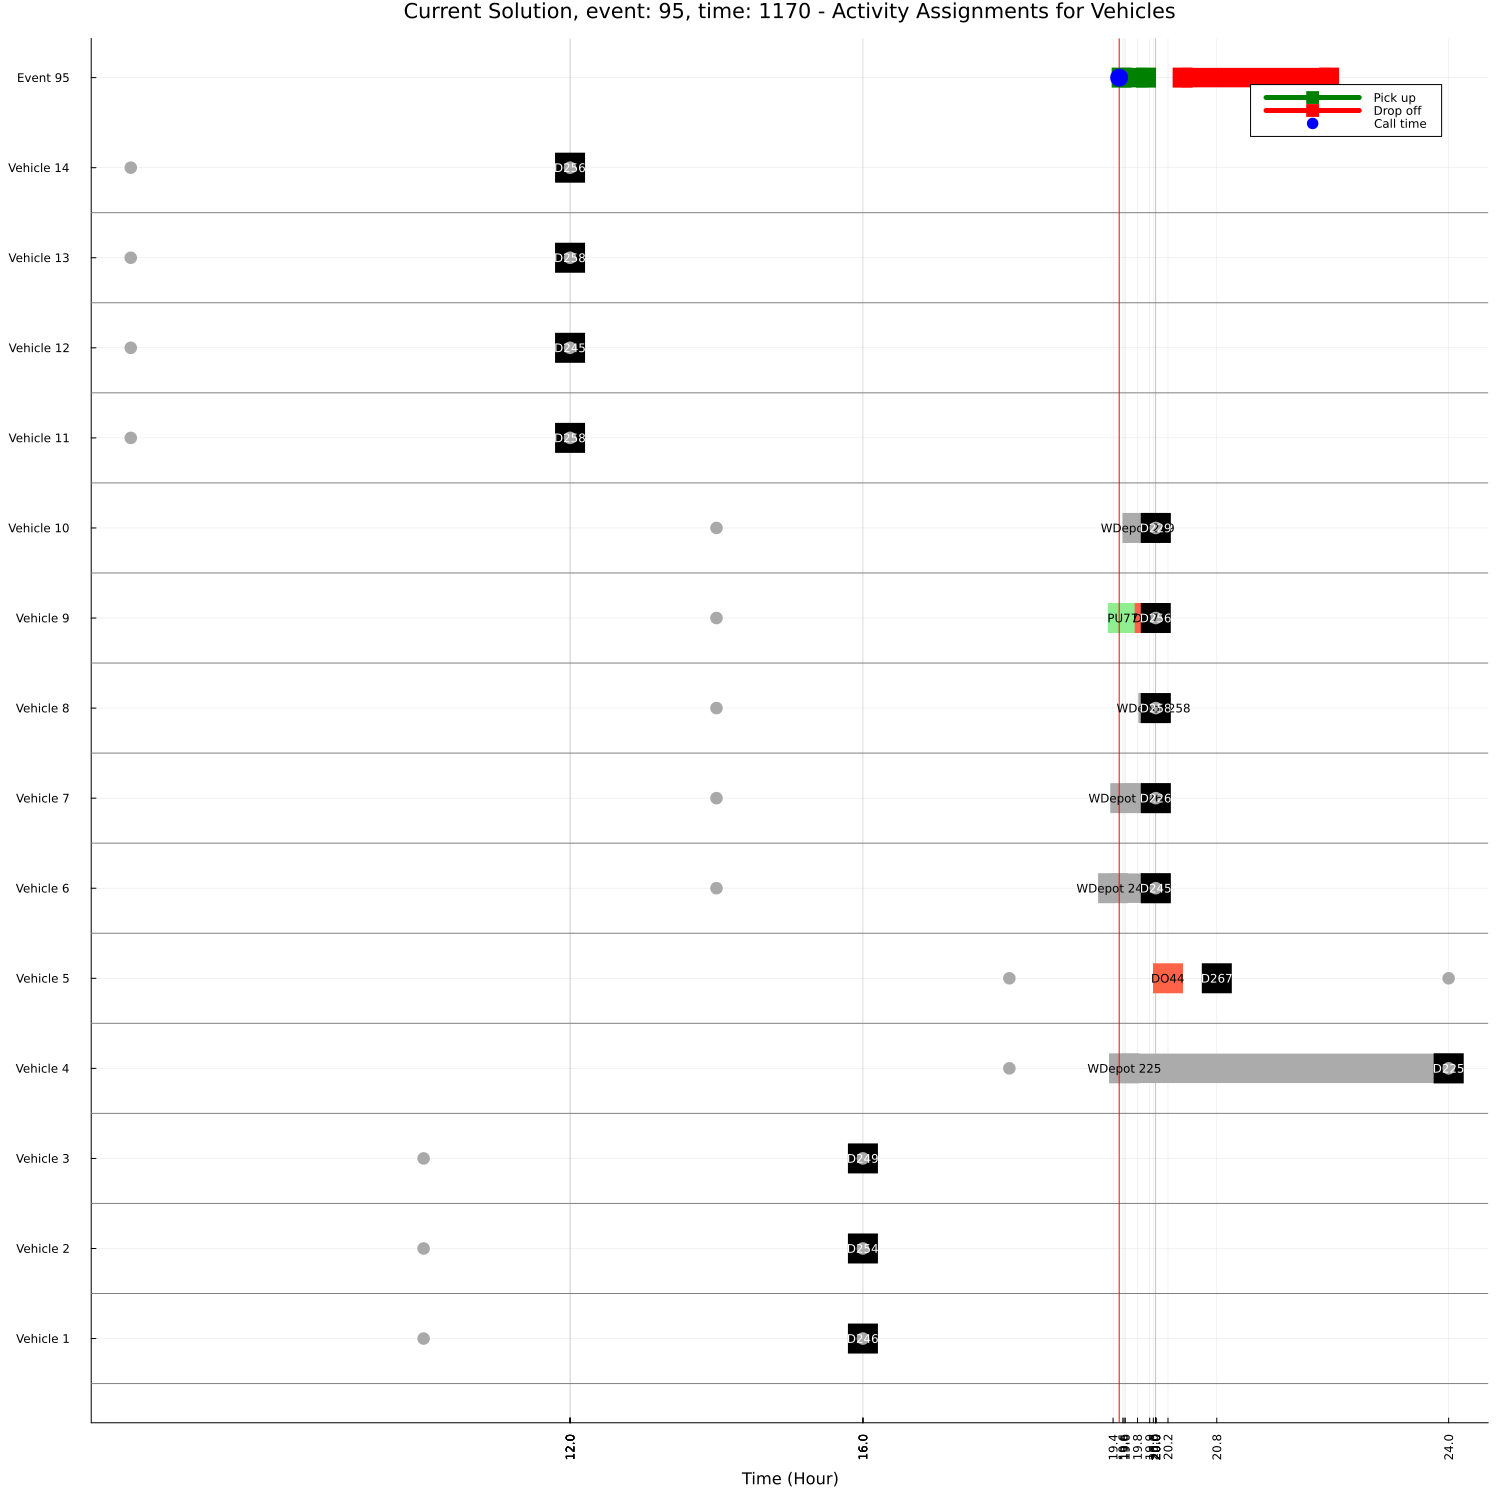 Current Solution, event: 95, time: 1170 - Activity Assignments for Vehicles
Event 95
Pick up
Drop off
Call time
Vehicle 14
D256
Vehicle 13
D258
Vehicle 12
D245
Vehicle 11
D258
Vehicle 10
D229
Vehicle 9
PU77
D256
Vehicle 8
D258
Vehicle 7
WDepot
D226
Vehicle 6
WDepot
D245
Vehicle 5
DO44
D267
Vehicle 4
WDepot 225
D225
Vehicle 3
D249
Vehicle 2
D254
Vehicle 1
D246
12.0
16.0
19.4
19.8
20.2
20.8
24.0
Time (Hour)